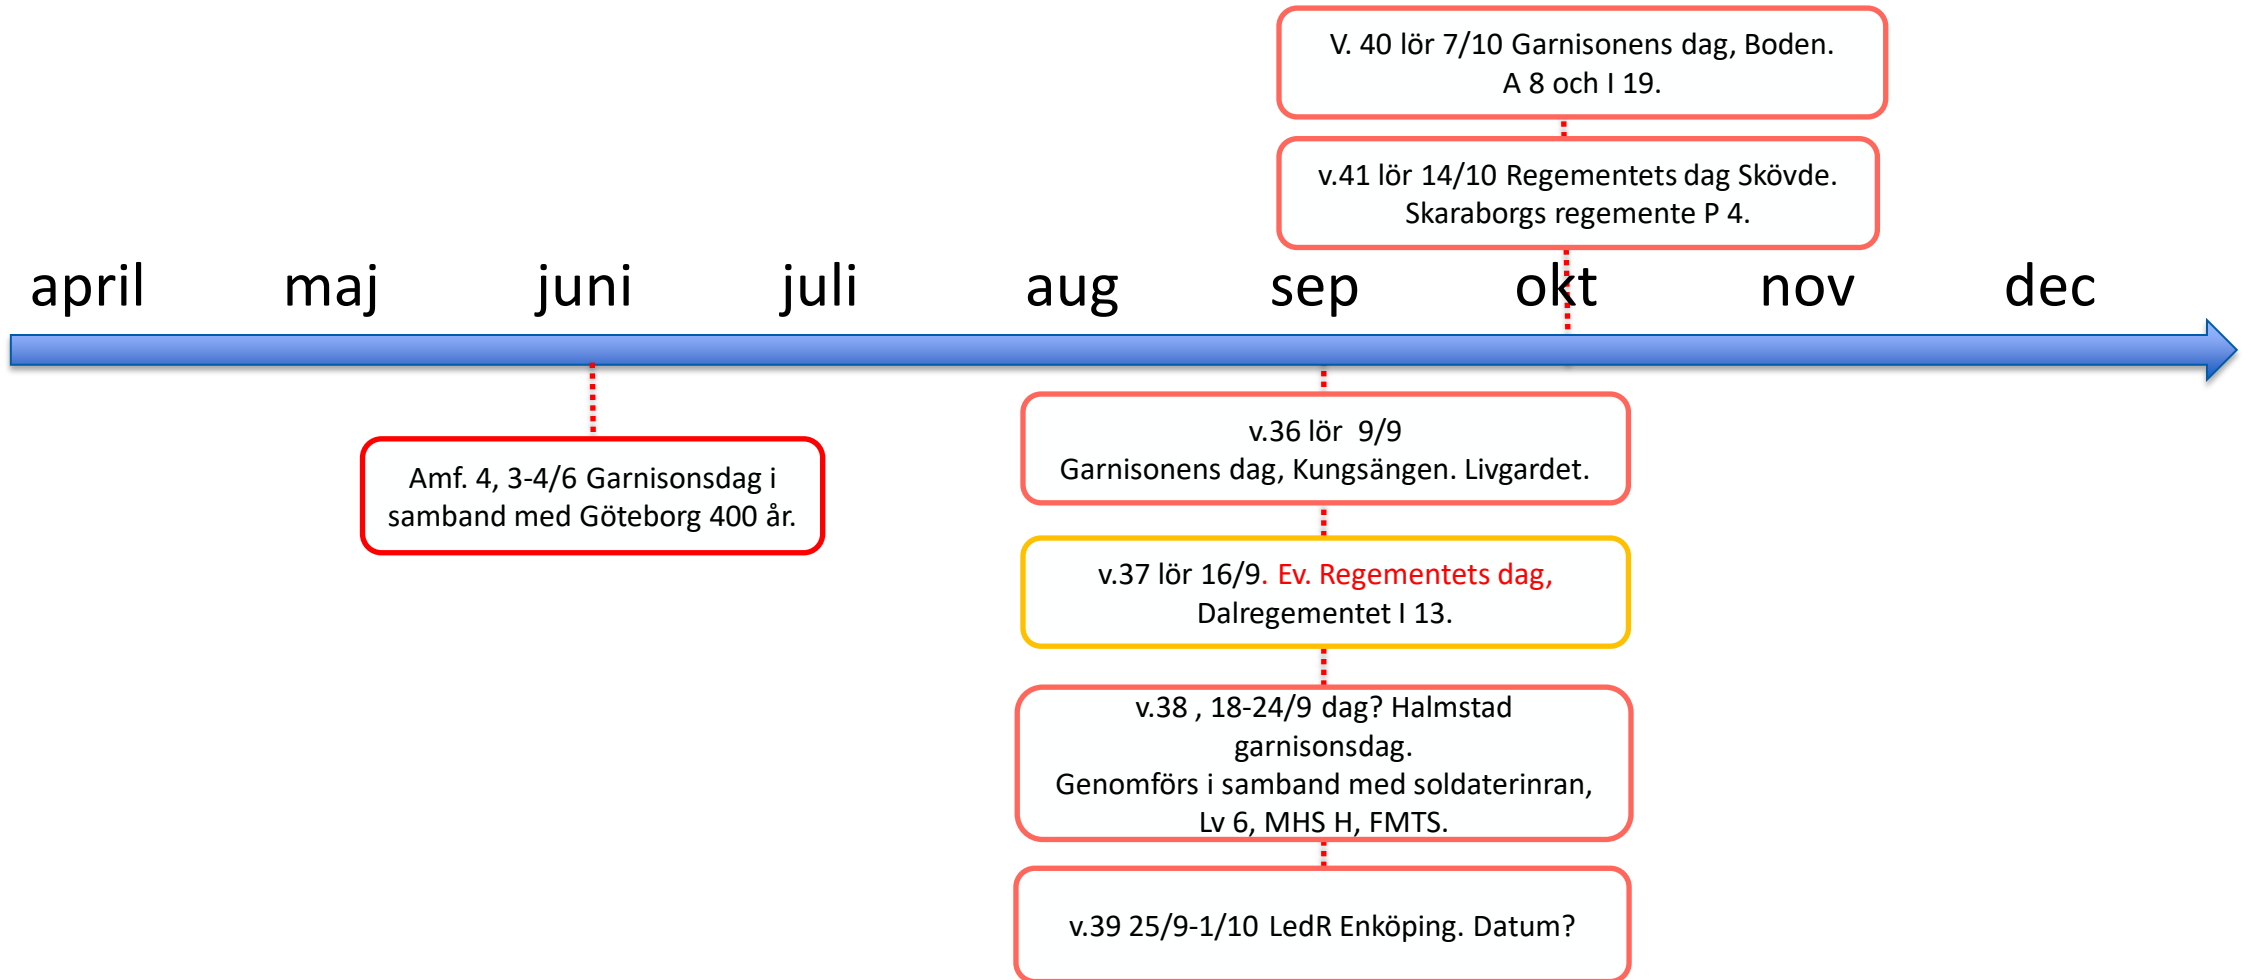 V. 40 lör 7/10 Garnisonens dag, Boden.
A 8 och I 19.
v.41 lör 14/10 Regementets dag Skövde.
Skaraborgs regemente P 4.
april maj juni juli aug sep okt nov dec
Amf. 4, 3-4/6 Garnisonsdag i
samband med Göteborg 400 år.
v.36 lör 9/9
Garnisonens dag, Kungsängen. Livgardet.
v.37 lör 16/9. Ev. Regementets dag,
Dalregementet I 13.
v.38 , 18-24/9 dag? Halmstad
garnisonsdag.
Genomförs i samband med soldaterinran,
Lv 6, MHS H, FMTS.
v.39 25/9-1/10 LedR Enköping. Datum?